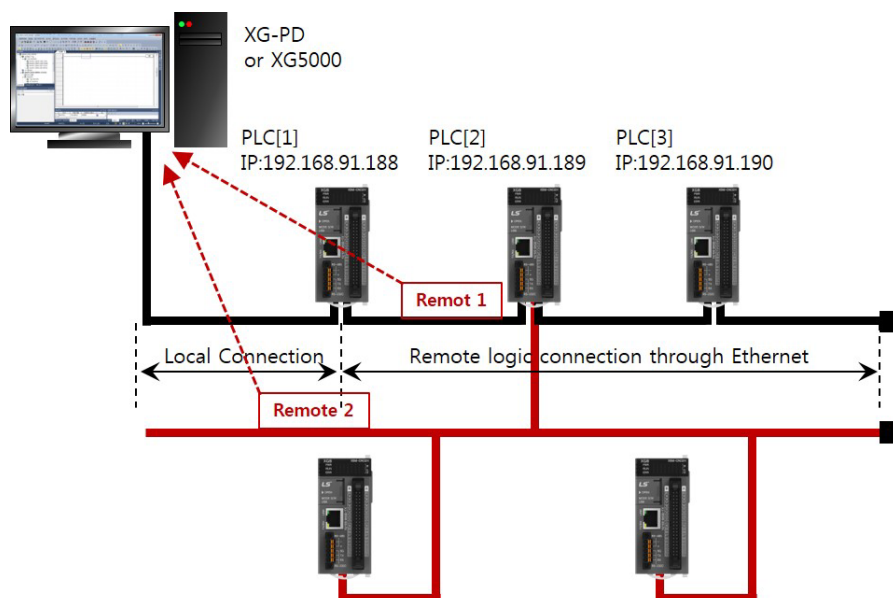 XG-PD
or XG5000
PLC[1]
IP:192.168.91.188
PLC[2]
IP:192.168.91.189
PLC[3]
IP:192.168.91.190
Remot 1
Local Connection
Remote logic connection through Ethernet
Remote 2